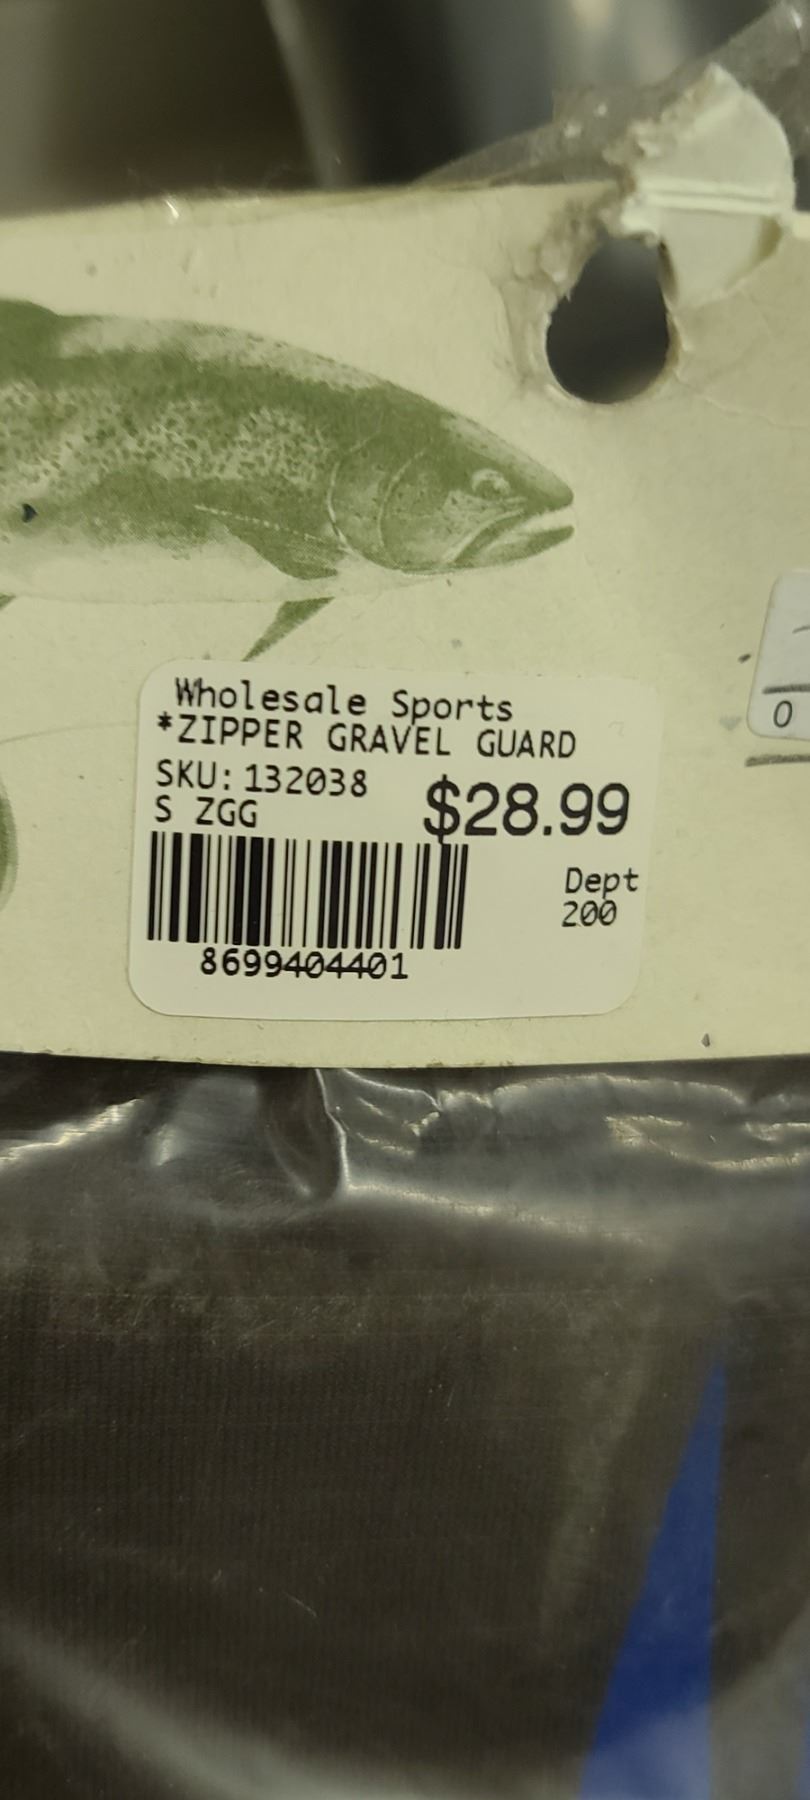 Wholesale Sports
*ZIPPER GRAVEL GUARD
SKU: 132038
S ZGG
$28.99
Dept
200
8699404401
0